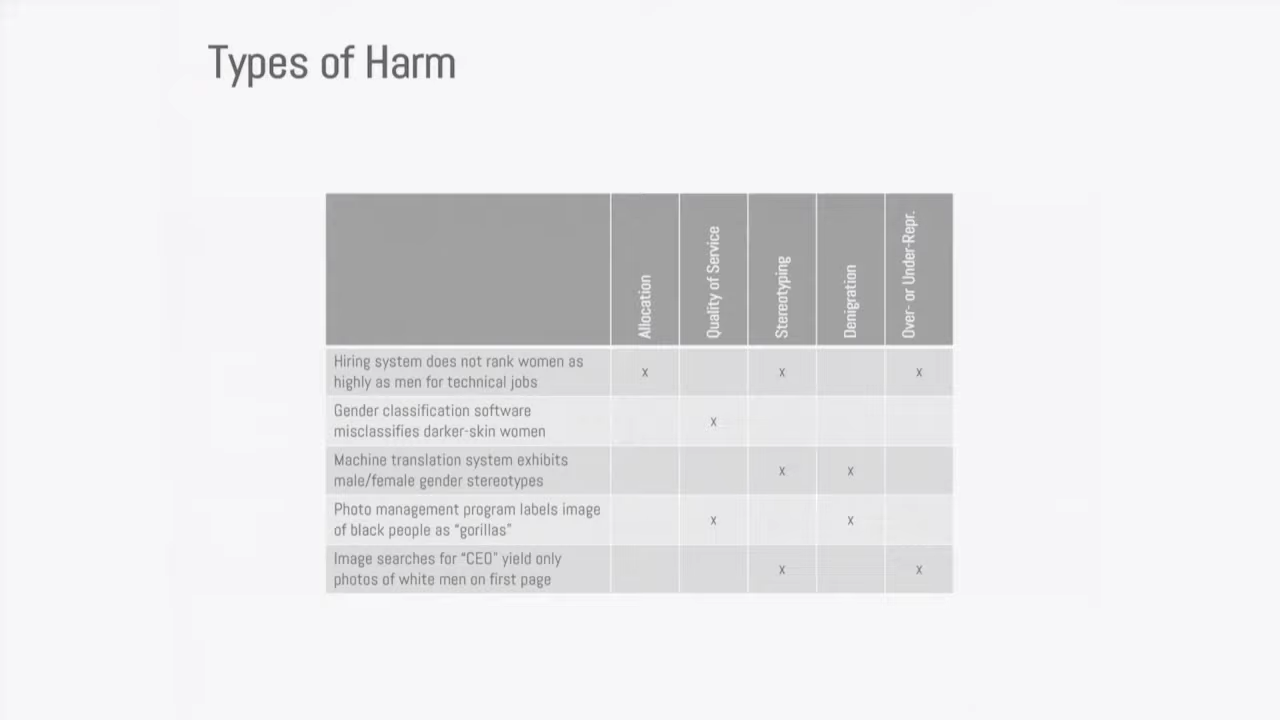 Types of Harm
Allocation
Quality of Service
Stereotyping
Denigration
Over- or Under-Repr.
Hiring system does not rank women as
highly as men for technical jobs
x x x
Gender classification software
misclassifies darker-skin women
x
Machine translation system exhibits
male/female gender stereotypes
x x
Photo management program labels image
of black people as “gorillas”
x x
Image searches for “CEO” yield only
photos of white men on first page
x x